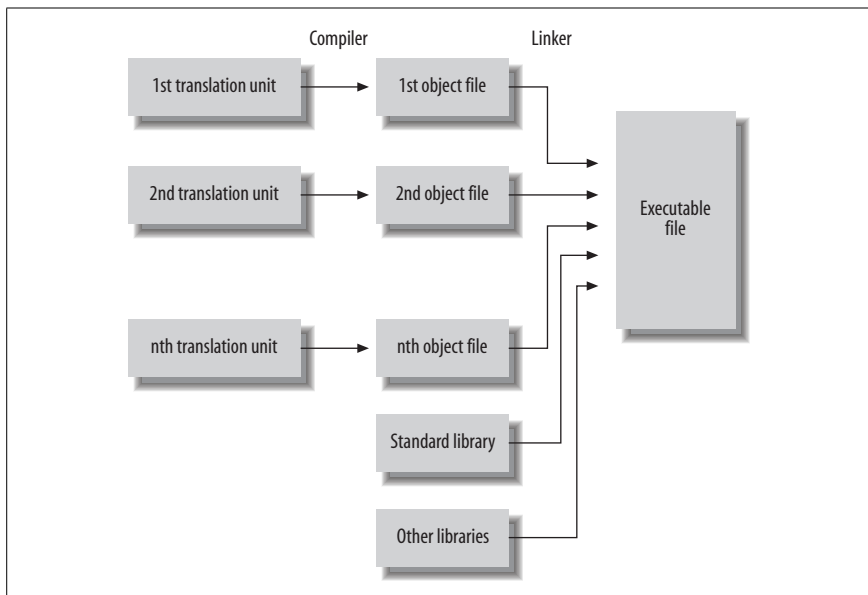 Compiler
Linker
1st translation unit
1st object file
2nd translation unit
2nd object file
Executable
file
nth translation unit
nth object file
Standard library
Other libraries